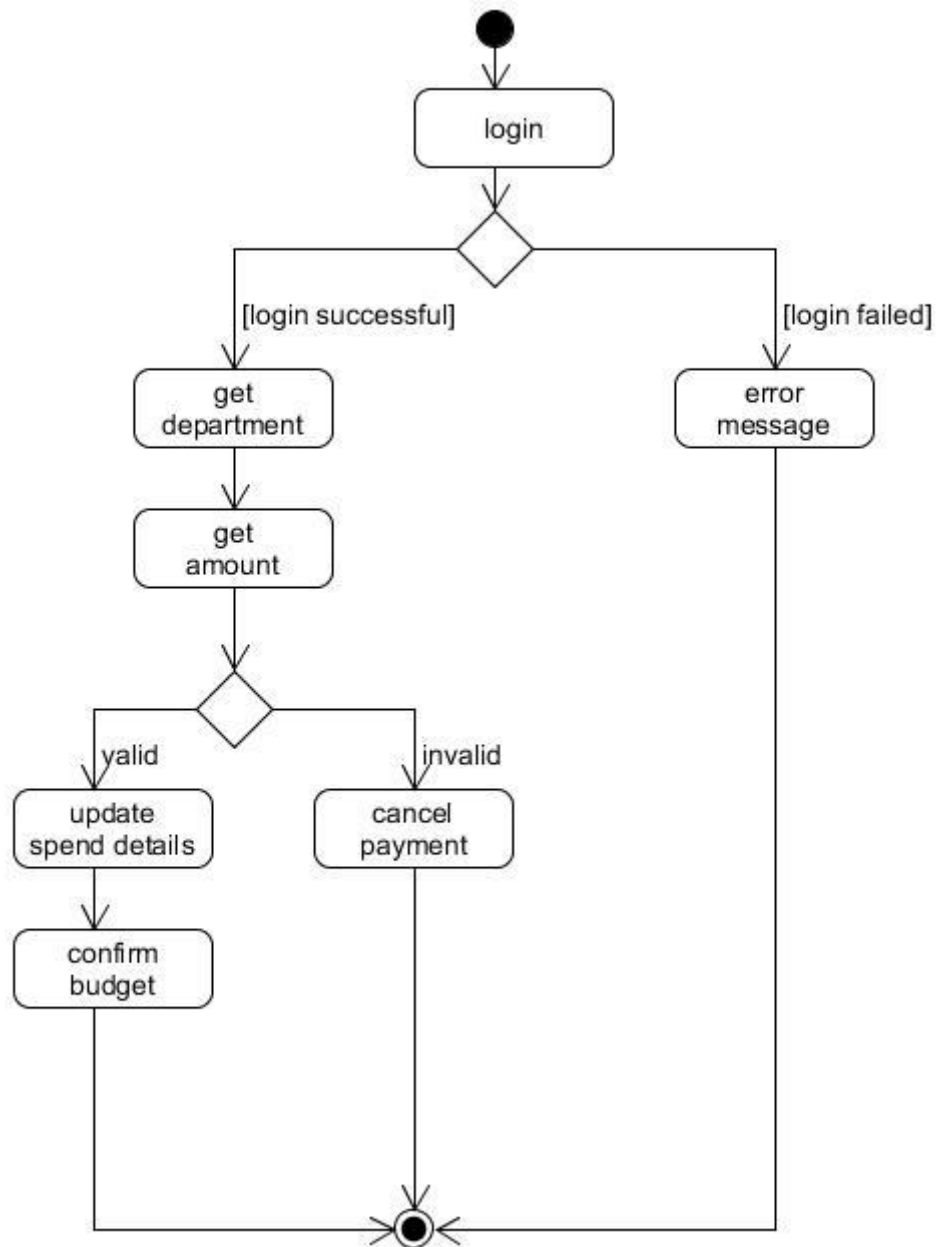 login
[login successful]
[login failed]
get
department
error
message
get
amount
valid
invalid
update
spend details
cancel
payment
confirm
budget